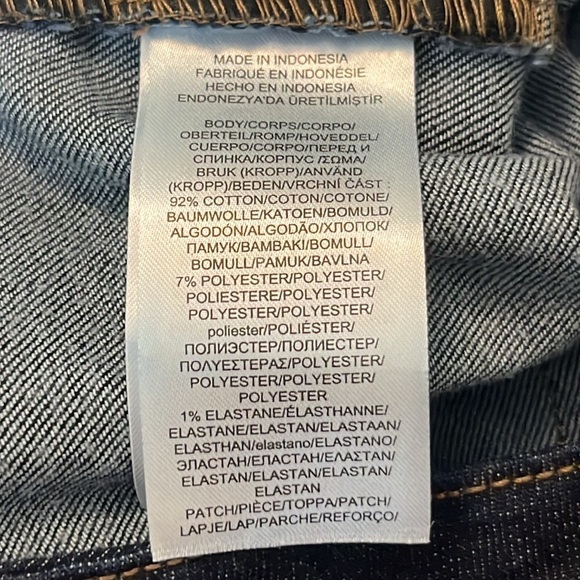 MADE IN INDONESIA
FABRIQUÉ EN INDONÉSIE
HECHO EN INDONESIA
ENDONEZYA'DA ÜRETİLMİŞTİR
BODY/CORPS/CORPO/
OBERTEIL/ROMP/HOVEDDEL/
CUERPO/CORPO/ПЕРЕД И
СПИНКА/КОРПУС /ΣΩΜΑ/
BRUK (KROPP)/ANVÄND
(KROPP)/BEDEN/VRCHNÍ ČÁST :
92% COTTON/COTON/COTONE/
BAUMWOLLE/KATOEN/BOMULD/
ALGODÓN/ALGODÃO/ХЛОПОК/
ПАМУК/ΒΑΜΒΑΚΙ/BOMULL/
BOMULL/PAMUK/BAVLNA
7% POLYESTER/POLYESTER/
POLIESTERE/POLYESTER/
POLYESTER/POLYESTER/
poliester/POLIÉSTER/
ПОЛИЭСТЕР/ПОЛИЕСТЕР/
ΠΟΛΥΕΣΤΕΡΑΣ/POLYESTER/
POLYESTER/POLYESTER/
POLYESTER
1% ELASTANE/ÉLASTHANNE/
ELASTANE/ELASTAN/ELASTAAN/
ELASTHAN/elastano/ELASTANO/
ЭЛАСТАН/ЕЛАСТАН/ΕΛΑΣΤΑΝ/
ELASTAN/ELASTAN/ELASTAN/
ELASTAN
PATCH/PIÈCE/TOPPA/PATCH/
LAPJE/LAP/PARCHE/REFORÇO/